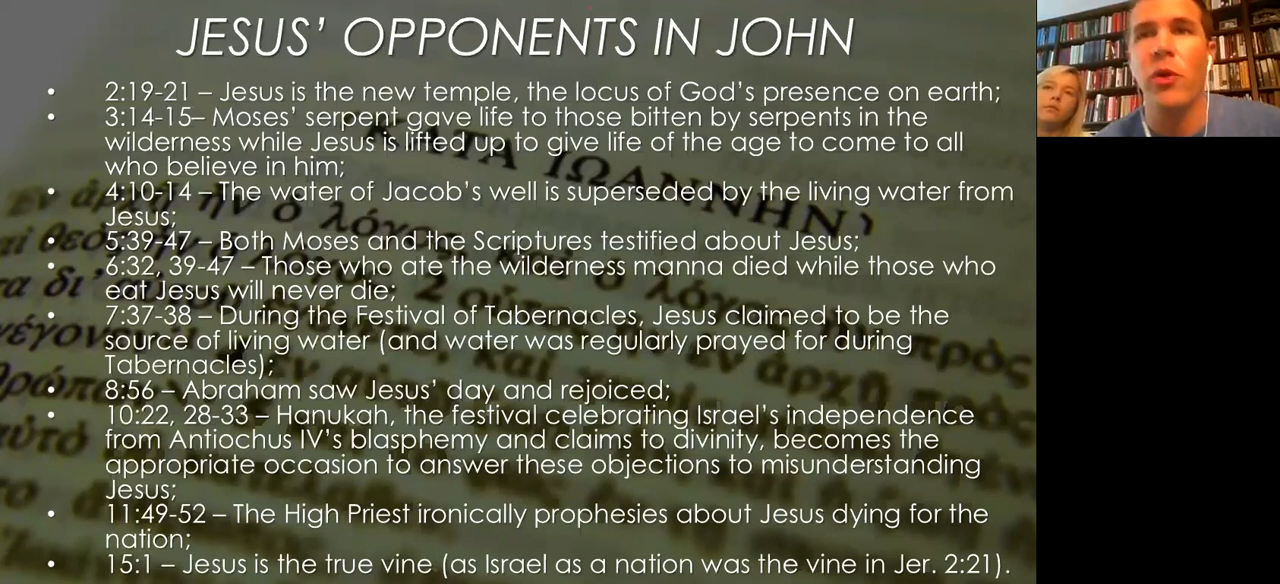 JESUS' OPPONENTS IN JOHN
• 2:19-21 – Jesus is the new temple, the locus of God's presence on earth;
• 3:14-15– Moses' serpent gave life to those bitten by serpents in the
wilderness while Jesus is lifted up to give life of the age to come to all
who believe in him;
• 4:10-14 – The water of Jacob's well is superseded by the living water from
Jesus;
• 5:39-47 – Both Moses and the Scriptures testified about Jesus;
• 6:32, 39-47 – Those who ate the wilderness manna died while those who
eat Jesus will never die;
• 7:37-38 – During the Festival of Tabernacles, Jesus claimed to be the
source of living water (and water was regularly prayed for during
Tabernacles);
• 8:56 – Abraham saw Jesus' day and rejoiced;
• 10:22, 28-33 – Hanukah, the festival celebrating Israel's independence
from Antiochus IV's blasphemy and claims to divinity, becomes the
appropriate occasion to answer these objections to misunderstanding
Jesus;
• 11:49-52 – The High Priest ironically prophesies about Jesus dying for the
nation;
• 15:1 – Jesus is the true vine (as Israel as a nation was the vine in Jer. 2:21).
ΚΑΤΑ ΙΩΑΝΝΗΝ
ὁ λόγος